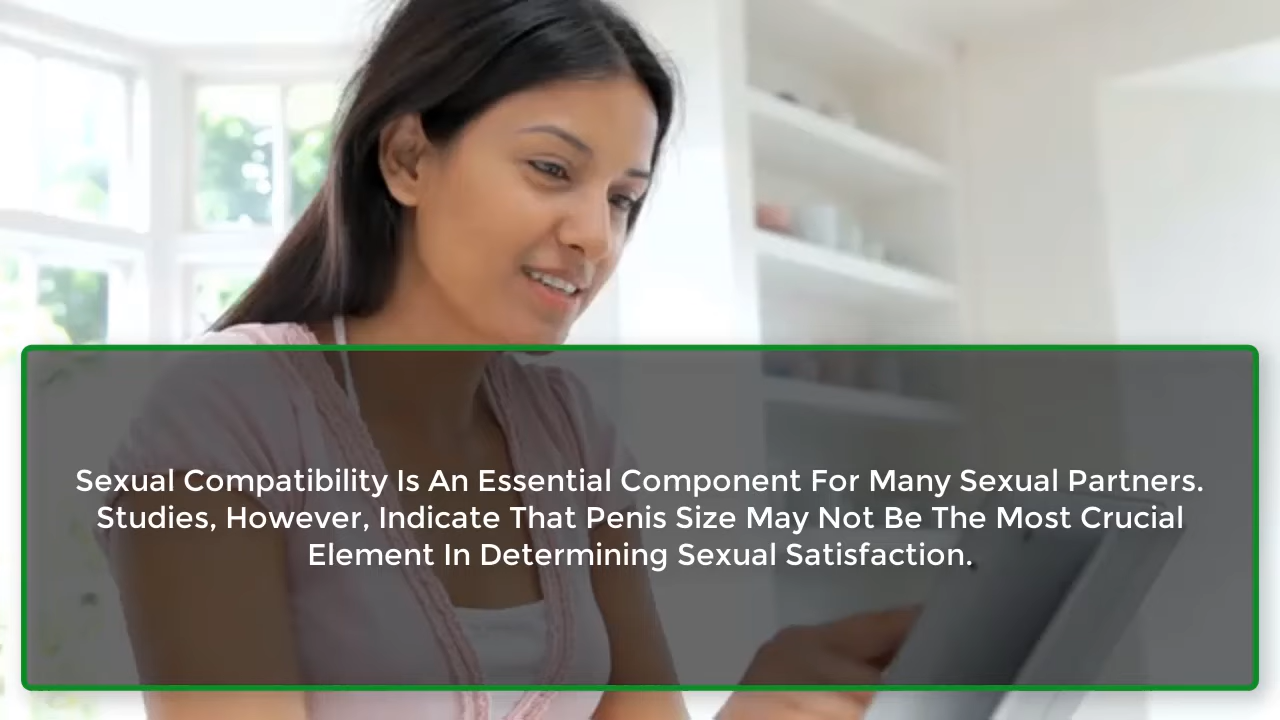 Sexual Compatibility Is An Essential Component For Many Sexual Partners.
Studies, However, Indicate That Penis Size May Not Be The Most Crucial
Element In Determining Sexual Satisfaction.